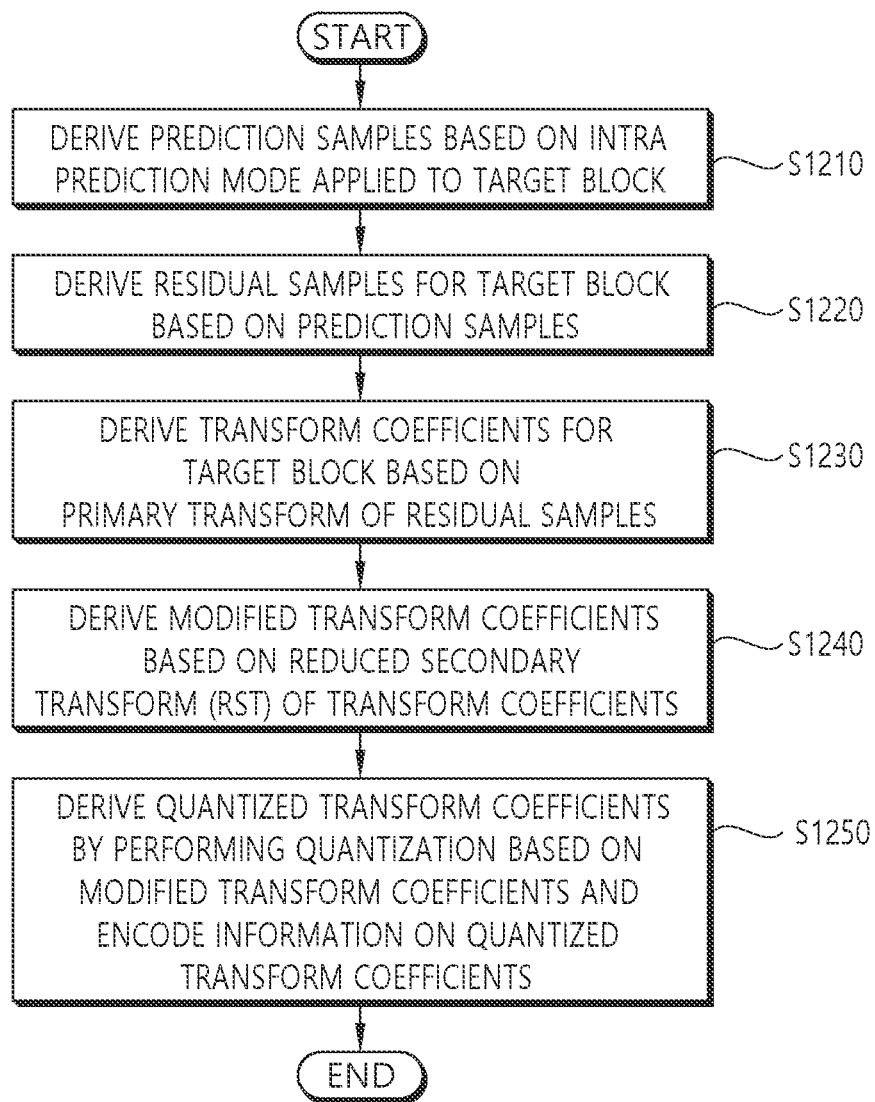 START
DERIVE PREDICTION SAMPLES BASED ON INTRA
PREDICTION MODE APPLIED TO TARGET BLOCK
S1210
DERIVE RESIDUAL SAMPLES FOR TARGET BLOCK
BASED ON PREDICTION SAMPLES
S1220
DERIVE TRANSFORM COEFFICIENTS FOR
TARGET BLOCK BASED ON
PRIMARY TRANSFORM OF RESIDUAL SAMPLES
S1230
DERIVE MODIFIED TRANSFORM COEFFICIENTS
BASED ON REDUCED SECONDARY
TRANSFORM (RST) OF TRANSFORM COEFFICIENTS
S1240
DERIVE QUANTIZED TRANSFORM COEFFICIENTS
BY PERFORMING QUANTIZATION BASED ON
MODIFIED TRANSFORM COEFFICIENTS AND
ENCODE INFORMATION ON QUANTIZED
TRANSFORM COEFFICIENTS
S1250
END